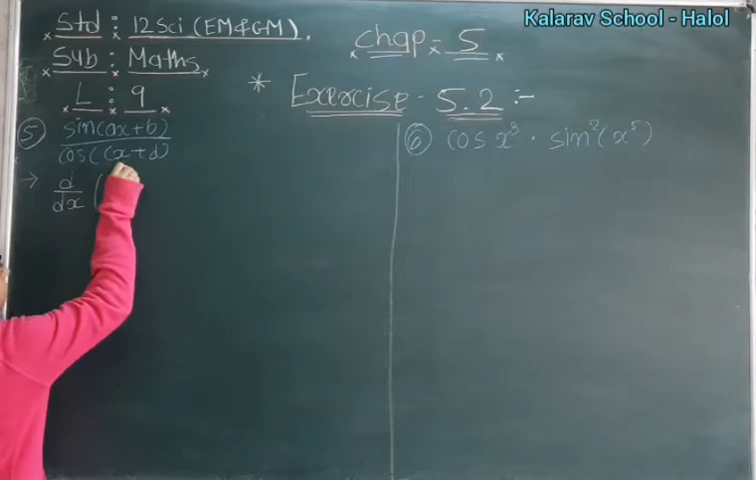 Kalarav School - Halol
Std : 12 Sci (EM & GM).
Sub : Maths
L : 9
Chap = 5
* Exercise - 5.2 :-
⑤ sin(ax+b)
cos(cx+d)
→ d
dx (
⑥ cos x³ · sin²(x⁵)